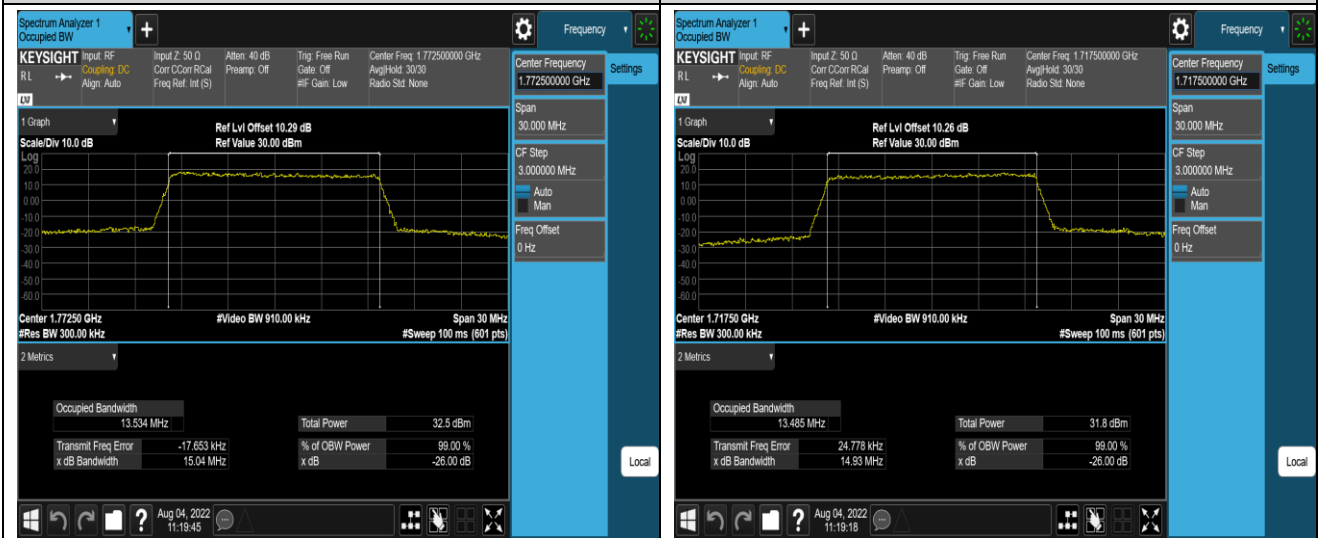 Spectrum Analyzer 1
Occupied BW
+
Frequency
KEYSIGHT
RL
LXI
Input: RF
Coupling: DC
Align: Auto
Input Z: 50 Ω
Corr CCorr RCal
Freq Ref: Int (S)
Atten: 40 dB
Preamp: Off
Trig: Free Run
Gate: Off
#IF Gain: Low
Center Freq: 1.772500000 GHz
Avg|Hold: 30/30
Radio Std: None
Center Frequency
1.772500000 GHz
Settings
Span
30.000 MHz
CF Step
3.000000 MHz
Auto
Man
Freq Offset
0 Hz
Local
1 Graph
Scale/Div 10.0 dB
Ref Lvl Offset 10.29 dB
Ref Value 30.00 dBm
Log
20.0
10.0
0.00
-10.0
-20.0
-30.0
-40.0
-50.0
-60.0
Center 1.77250 GHz
#Video BW 910.00 kHz
Span 30 MHz
#Res BW 300.00 kHz
#Sweep 100 ms (601 pts)
2 Metrics
Occupied Bandwidth
13.534 MHz
Total Power 32.5 dBm
Transmit Freq Error -17.653 kHz
% of OBW Power 99.00 %
x dB Bandwidth 15.04 MHz
x dB -26.00 dB
?
Aug 04, 2022
11:19:45
Spectrum Analyzer 1
Occupied BW
+
Frequency
KEYSIGHT
RL
LXI
Input: RF
Coupling: DC
Align: Auto
Input Z: 50 Ω
Corr CCorr RCal
Freq Ref: Int (S)
Atten: 40 dB
Preamp: Off
Trig: Free Run
Gate: Off
#IF Gain: Low
Center Freq: 1.717500000 GHz
Avg|Hold: 30/30
Radio Std: None
Center Frequency
1.717500000 GHz
Settings
Span
30.000 MHz
CF Step
3.000000 MHz
Auto
Man
Freq Offset
0 Hz
Local
1 Graph
Scale/Div 10.0 dB
Ref Lvl Offset 10.26 dB
Ref Value 30.00 dBm
Log
20.0
10.0
0.00
-10.0
-20.0
-30.0
-40.0
-50.0
-60.0
Center 1.71750 GHz
#Video BW 910.00 kHz
Span 30 MHz
#Res BW 300.00 kHz
#Sweep 100 ms (601 pts)
2 Metrics
Occupied Bandwidth
13.485 MHz
Total Power 31.8 dBm
Transmit Freq Error 24.778 kHz
% of OBW Power 99.00 %
x dB Bandwidth 14.93 MHz
x dB -26.00 dB
?
Aug 04, 2022
11:19:18